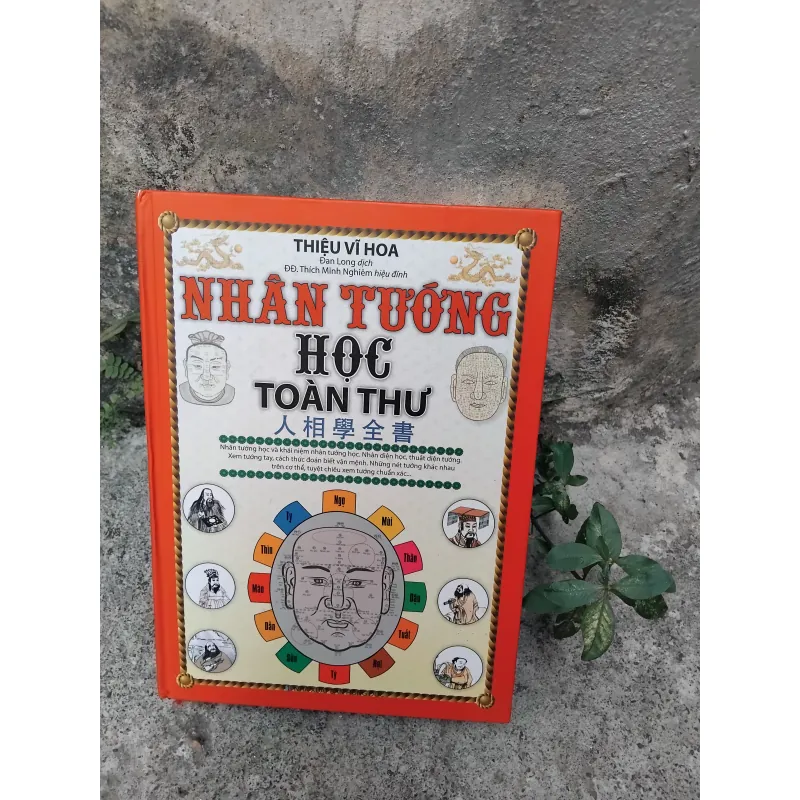 THIỆU VĨ HOA
Đan Long dịch
ĐĐ. Thích Minh Nghiêm hiệu đính
NHÂN TƯỚNG
HỌC
TOÀN THƯ
人相學全書
Nhân tướng học và khái niệm nhân tướng học. Nhân diện học, thuật diện tướng.
Xem tướng tay, cách thức đoán biết vận mệnh. Những nét tướng khác nhau
trên cơ thể, tuyệt chiêu xem tướng chuẩn xác...
Ngọ
Tỵ
Mùi
Thìn
Thân
Mão
Dậu
Dần
Tuất
Sửu
Hợi
Tý